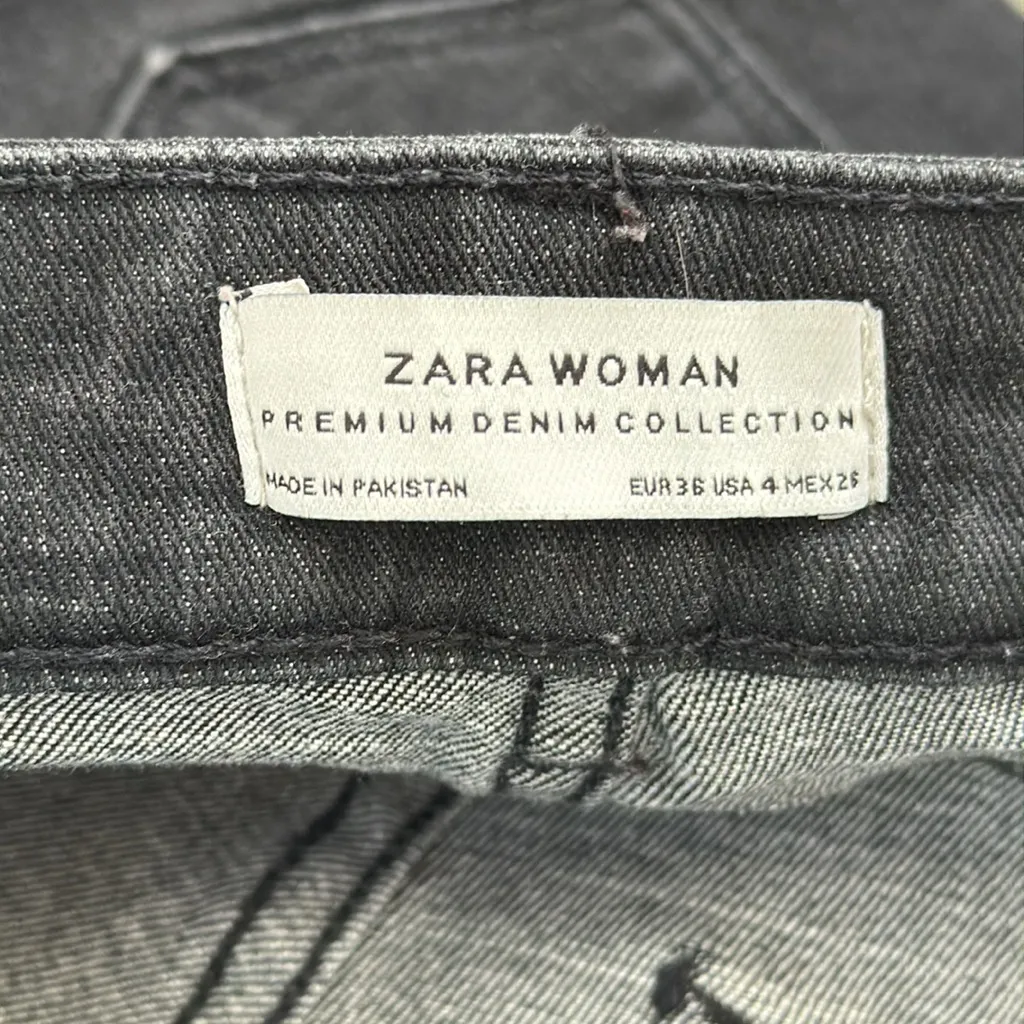 ZARA WOMAN
PREMIUM DENIM COLLECTION
MADE IN PAKISTAN EUR 36 USA 4 MEX 26